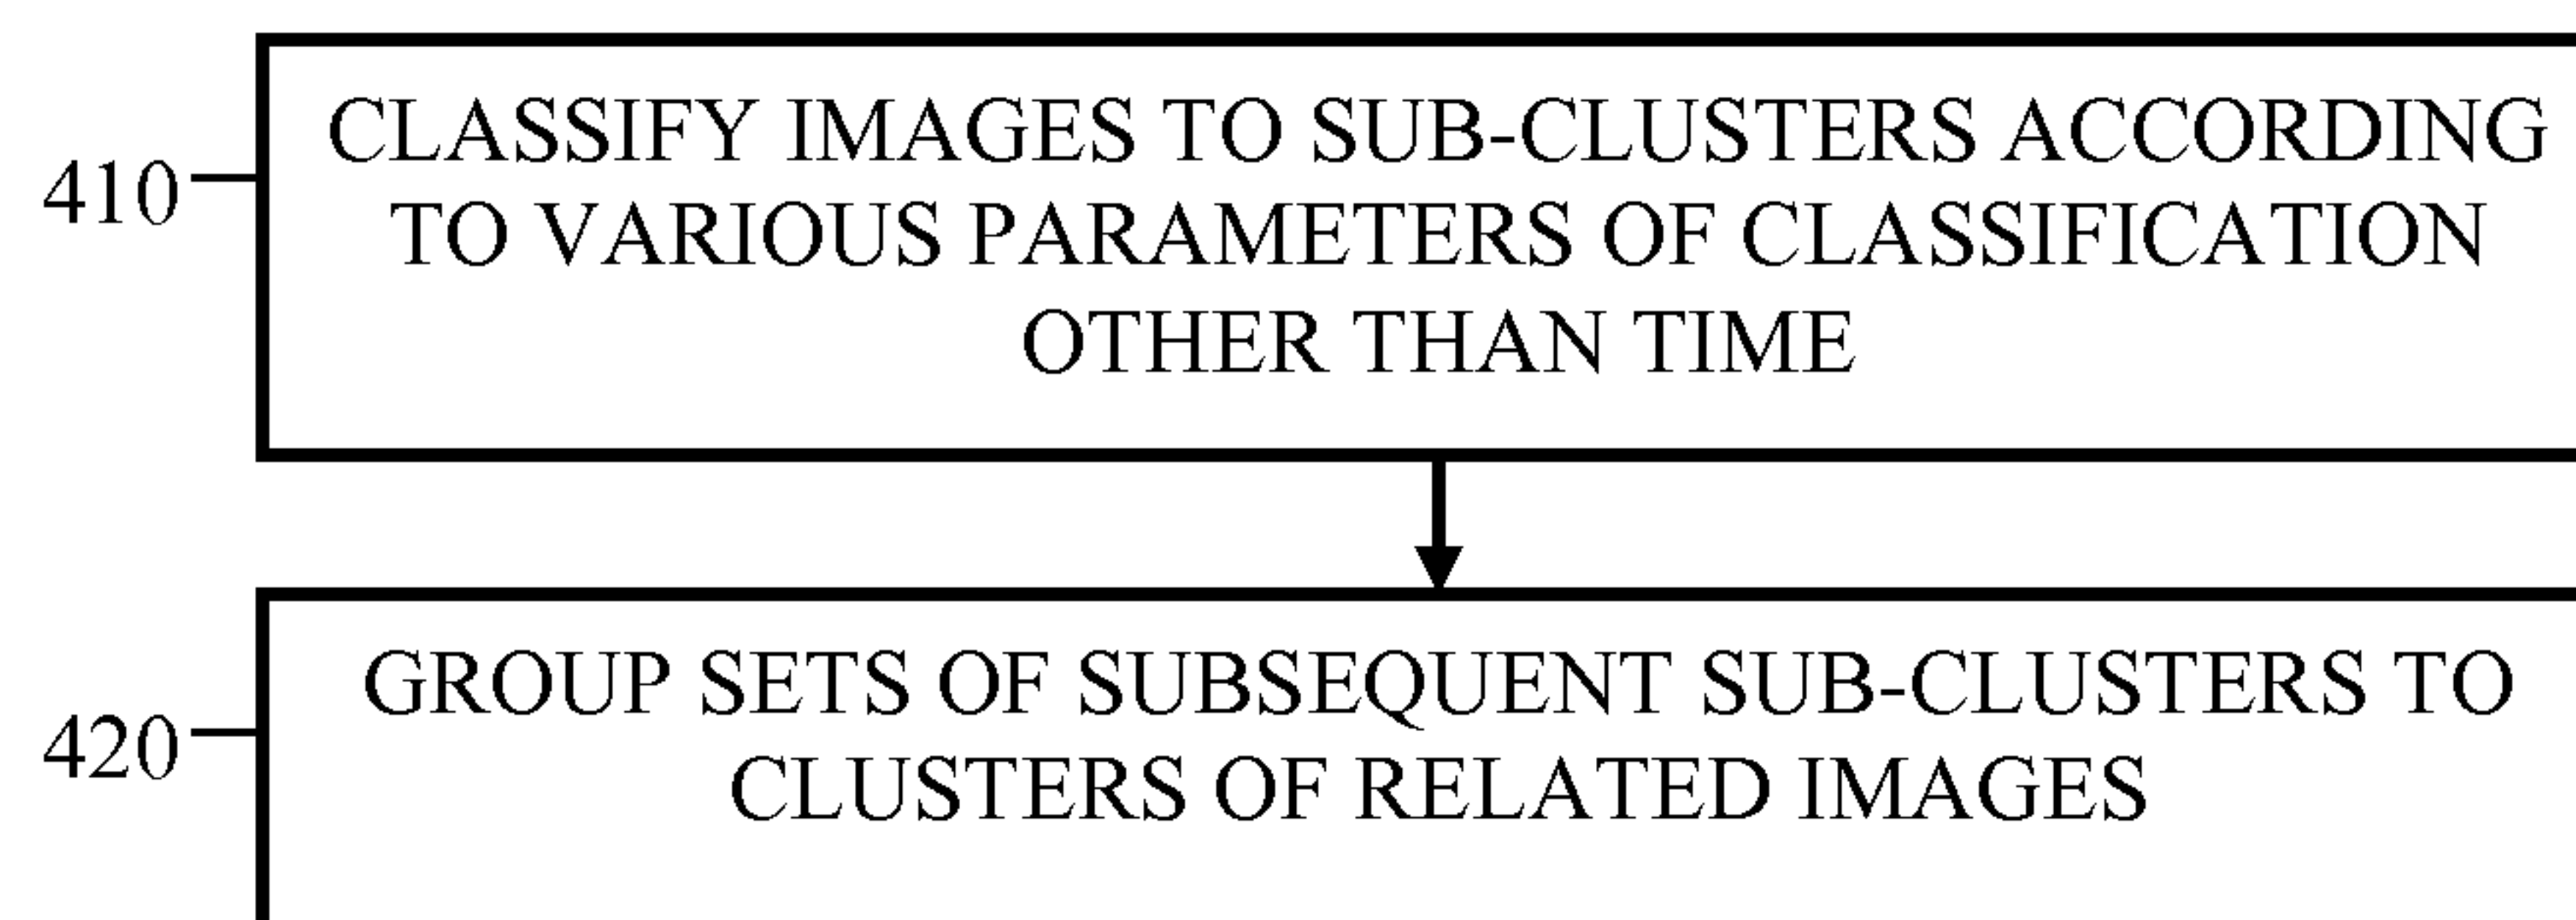 410
CLASSIFY IMAGES TO SUB-CLUSTERS ACCORDING
TO VARIOUS PARAMETERS OF CLASSIFICATION
OTHER THAN TIME
420
GROUP SETS OF SUBSEQUENT SUB-CLUSTERS TO
CLUSTERS OF RELATED IMAGES